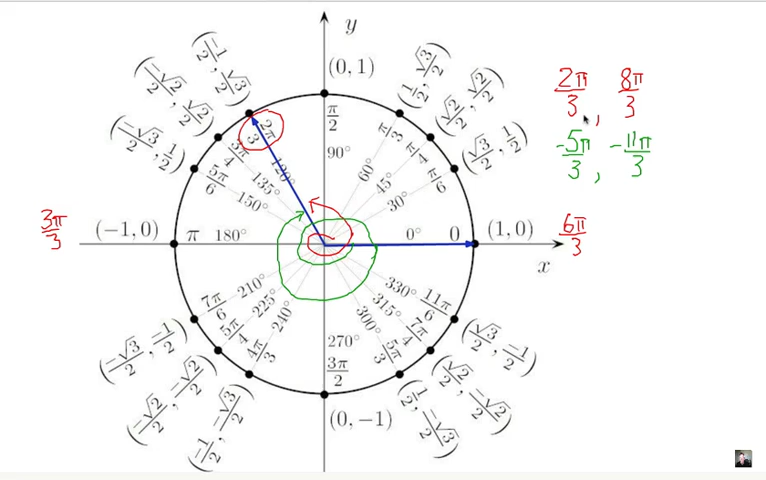 y
(0, 1)
(-1/2, √3/2)
(-√2/2, √2/2)
(-√3/2, 1/2)
(1/2, √3/2)
(√2/2, √2/2)
(√3/2, 1/2)
2π/3, 8π/3
-5π/3, -11π/3
π/2
90°
2π/3
120°
3π/4
135°
5π/6
150°
π/3
60°
π/4
45°
π/6
30°
3π/3
(−1, 0)
π 180°
0° 0
(1, 0)
6π/3
x
7π/6
210°
5π/4
225°
4π/3
240°
270°
3π/2
300°
5π/3
315°
7π/4
330°
11π/6
(-√3/2, -1/2)
(-√2/2, -√2/2)
(-1/2, -√3/2)
(0, −1)
(1/2, -√3/2)
(√2/2, -√2/2)
(√3/2, -1/2)